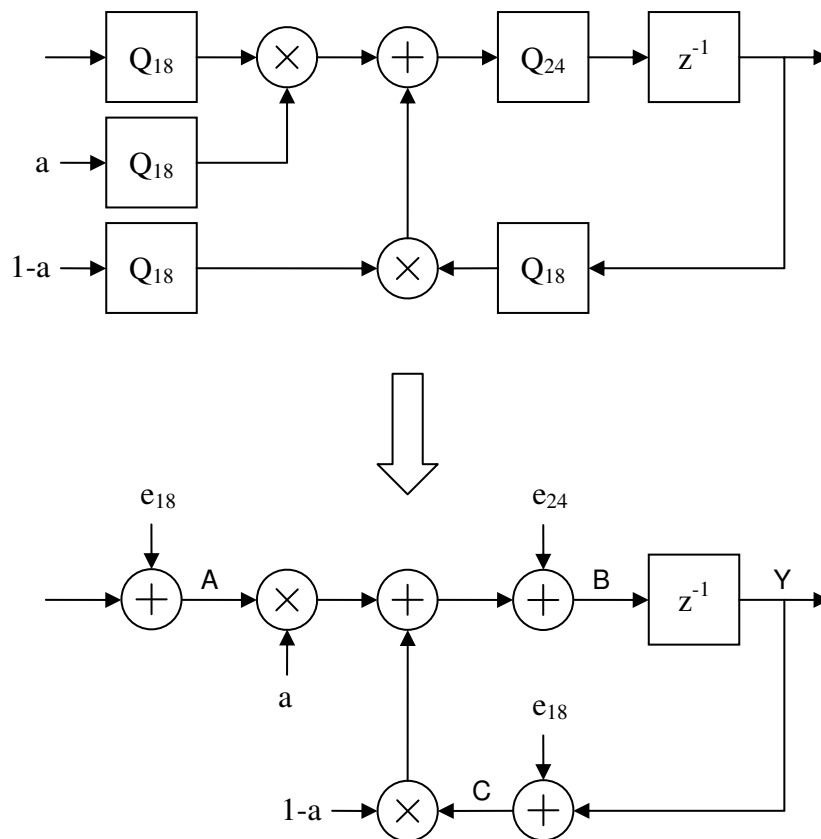 Q18 × + Q24 z-1
a Q18
1-a Q18 × Q18
e18 e24
+ A × + + B z-1 Y
a e18
1-a × C +